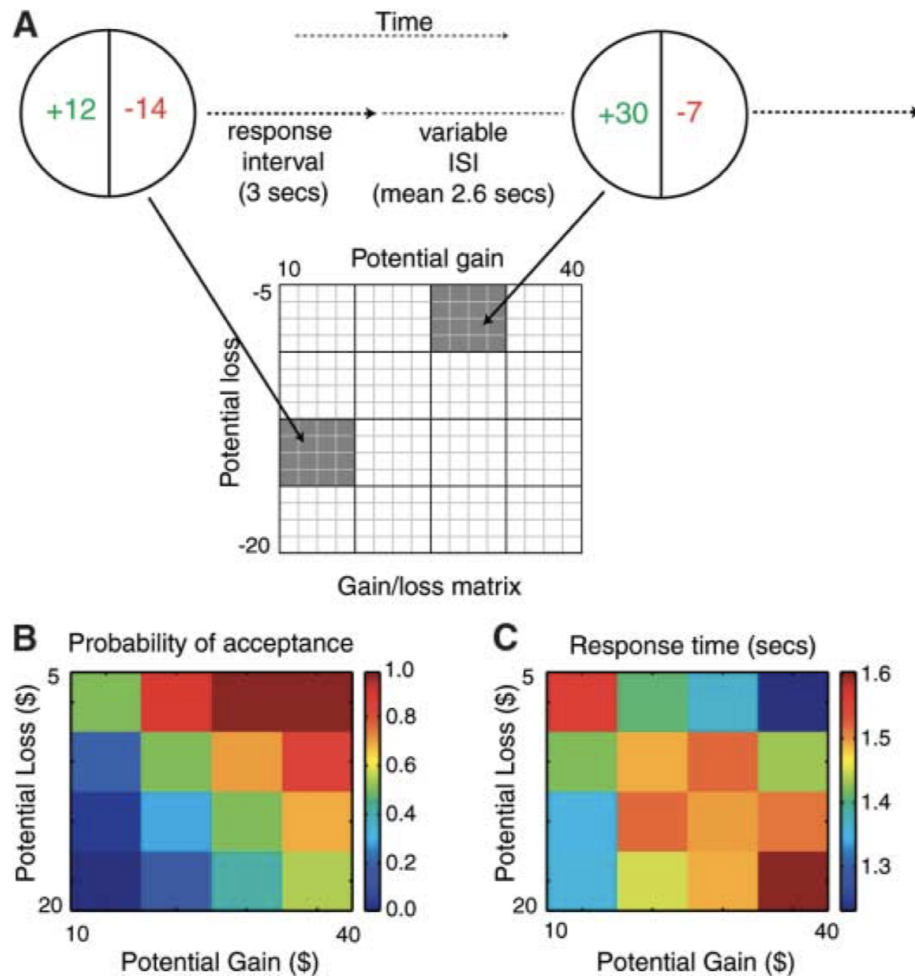 A
Time
+12 -14
+30 -7
response
interval
(3 secs)
variable
ISI
(mean 2.6 secs)
Potential gain
10 40
-5
Potential loss
-20
Gain/loss matrix
B Probability of acceptance
5
Potential Loss ($)
20
10 40
Potential Gain ($)
1.0
0.8
0.6
0.4
0.2
0.0
C Response time (secs)
5
Potential Loss ($)
20
10 40
Potential Gain ($)
1.6
1.5
1.4
1.3